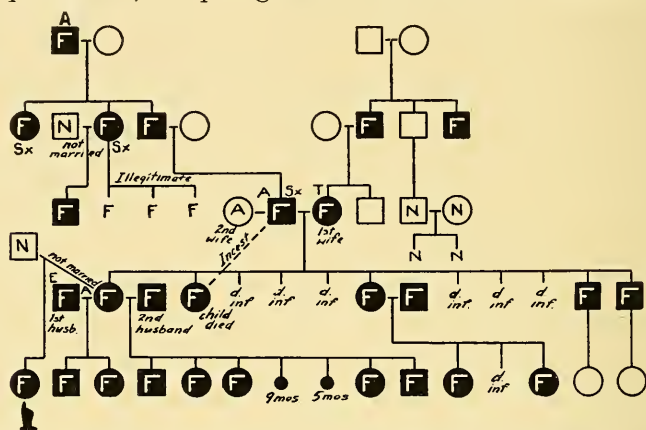 A
F
F N F F F F
Sx not married Sx
Illegitimate
A Sx T
F F F F A F F N N
2nd wife 1st wife
Incest
N N
N not married
E A
F F F F d. inf d. inf d. inf F F d. inf. d. inf d. inf F F
1st husb. 2nd husband child died
F F F F F F 9mos 5mos F F F d. inf F